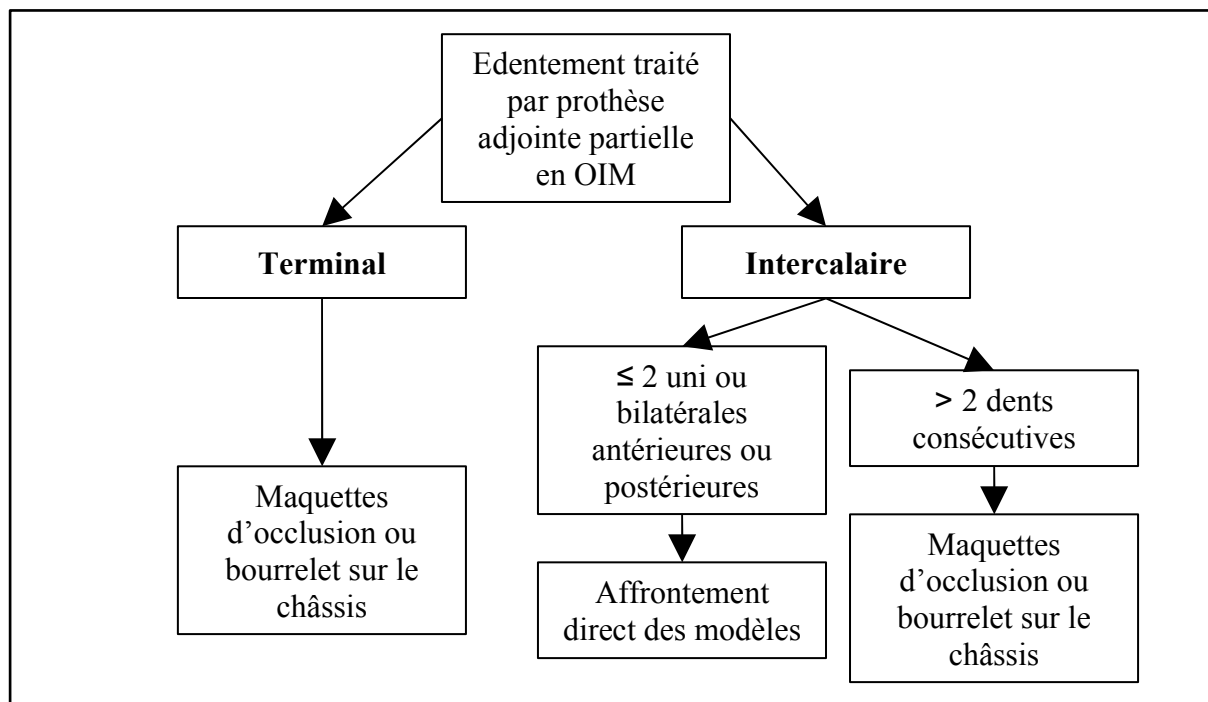 Edentement traité
par prothèse
adjointe partielle
en OIM
Terminal
Intercalaire
≤ 2 uni ou
bilatérales
antérieures ou
postérieures
> 2 dents
consécutives
Maquettes
d’occlusion ou
bourrelet sur le
châssis
Affrontement
direct des modèles
Maquettes
d’occlusion ou
bourrelet sur le
châssis